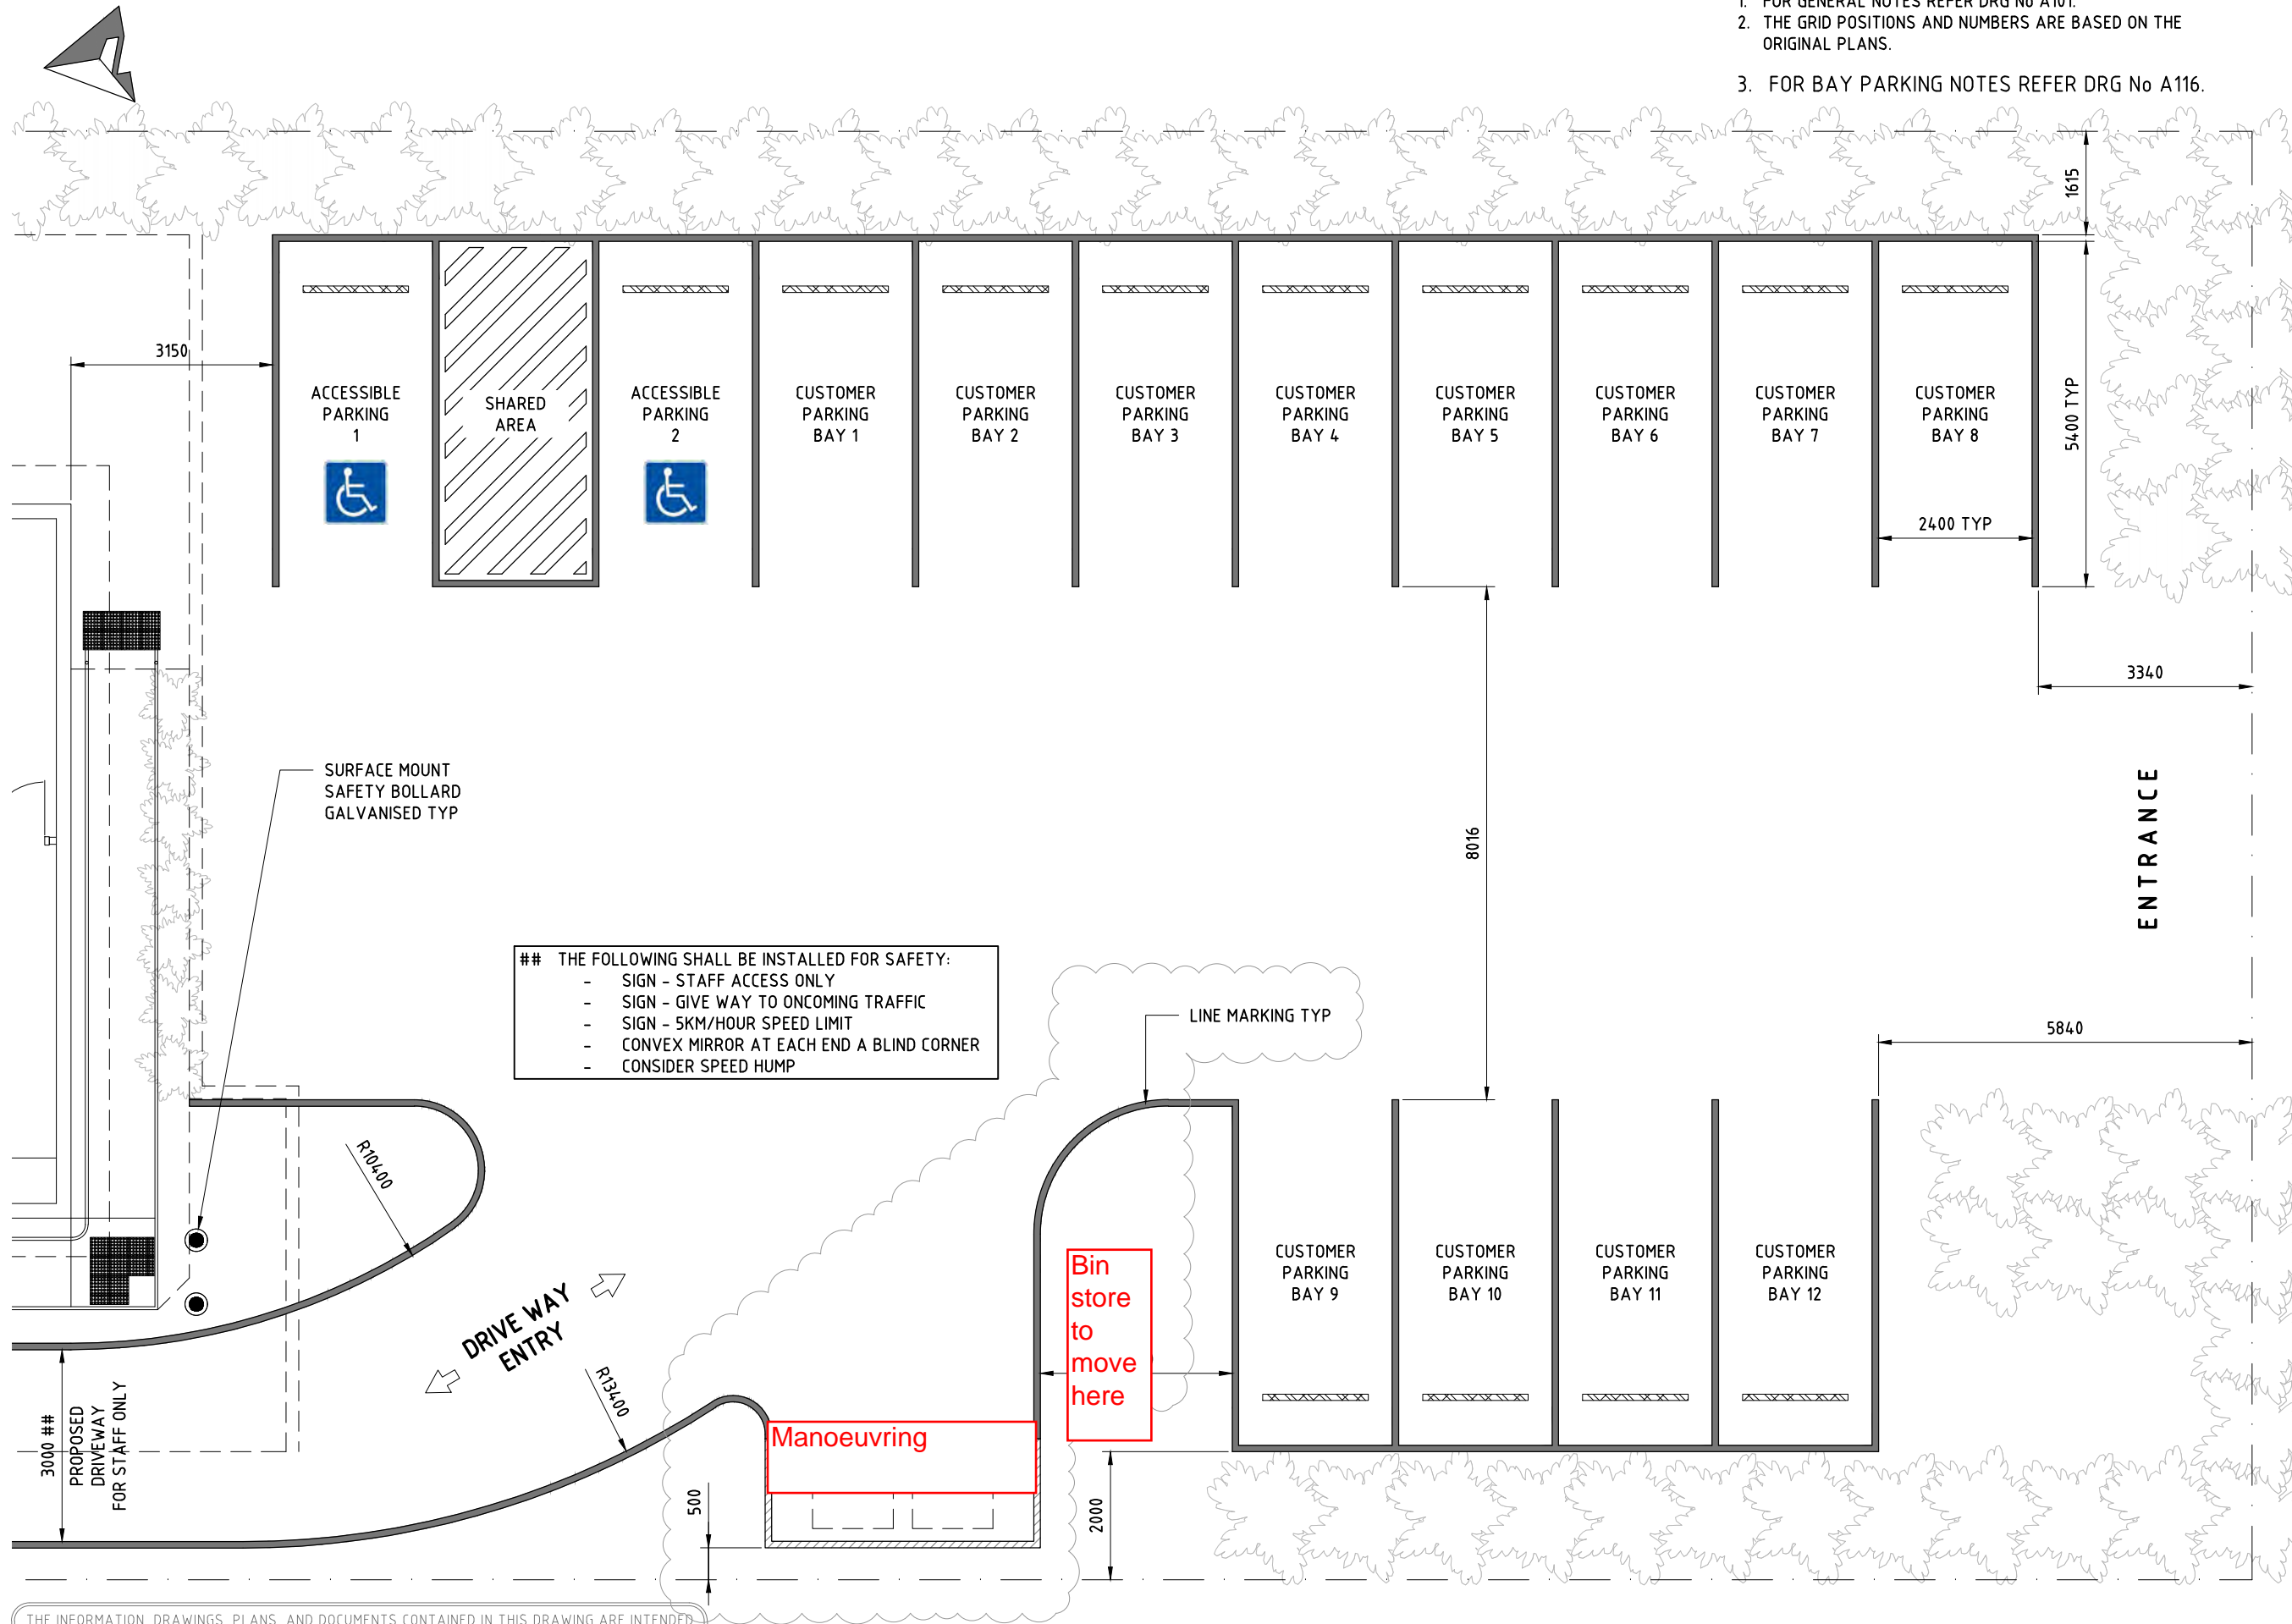 1. FOR GENERAL NOTES REFER DRG No A101.
2. THE GRID POSITIONS AND NUMBERS ARE BASED ON THE
ORIGINAL PLANS.
3. FOR BAY PARKING NOTES REFER DRG No A116.
1615
3150
ACCESSIBLE
PARKING
1
SHARED
AREA
ACCESSIBLE
PARKING
2
CUSTOMER
PARKING
BAY 1
CUSTOMER
PARKING
BAY 2
CUSTOMER
PARKING
BAY 3
CUSTOMER
PARKING
BAY 4
CUSTOMER
PARKING
BAY 5
CUSTOMER
PARKING
BAY 6
CUSTOMER
PARKING
BAY 7
CUSTOMER
PARKING
BAY 8
5400 TYP
2400 TYP
3340
SURFACE MOUNT
SAFETY BOLLARD
GALVANISED TYP
8016
ENTRANCE
## THE FOLLOWING SHALL BE INSTALLED FOR SAFETY:
- SIGN - STAFF ACCESS ONLY
- SIGN - GIVE WAY TO ONCOMING TRAFFIC
- SIGN - 5KM/HOUR SPEED LIMIT
- CONVEX MIRROR AT EACH END A BLIND CORNER
- CONSIDER SPEED HUMP
LINE MARKING TYP
5840
R10400
DRIVE WAY
ENTRY
R13400
Bin
store
to
move
here
CUSTOMER
PARKING
BAY 9
CUSTOMER
PARKING
BAY 10
CUSTOMER
PARKING
BAY 11
CUSTOMER
PARKING
BAY 12
Manoeuvring
3000 ##
PROPOSED
DRIVEWAY
FOR STAFF ONLY
500
2000
THE INFORMATION, DRAWINGS, PLANS, AND DOCUMENTS CONTAINED IN THIS DRAWING ARE INTENDED